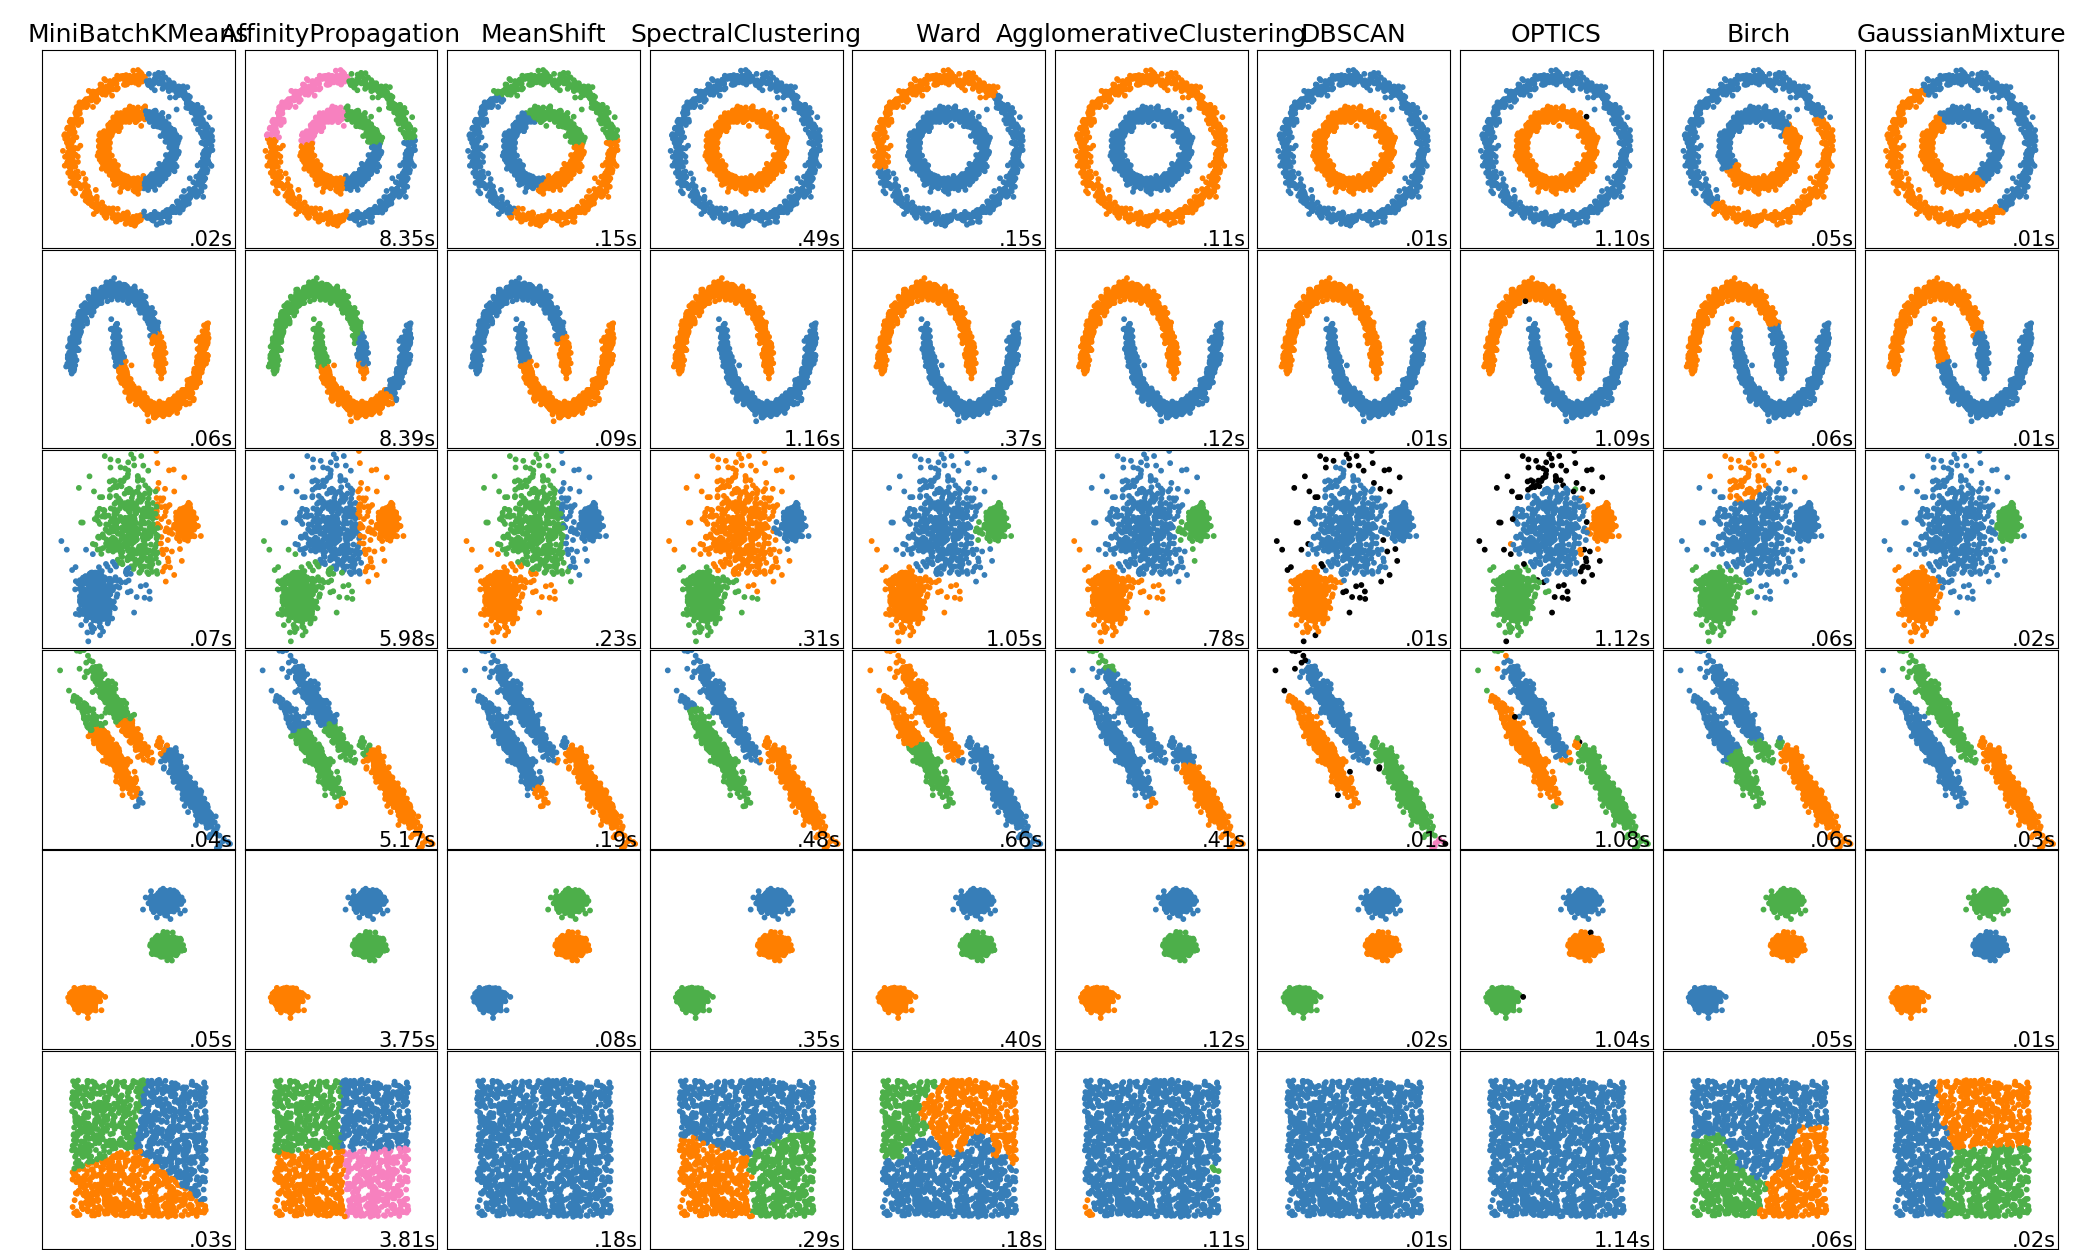 MiniBatchKMeans AffinityPropagation MeanShift SpectralClustering Ward AgglomerativeClustering DBSCAN OPTICS Birch GaussianMixture
.02s 8.35s .15s .49s .15s .11s .01s 1.10s .05s .01s
.06s 8.39s .09s 1.16s .37s .12s .01s 1.09s .06s .01s
.07s 5.98s .23s .31s 1.05s .78s .01s 1.12s .06s .02s
.04s 5.17s .19s .48s .66s .41s .01s 1.08s .06s .03s
.05s 3.75s .08s .35s .40s .12s .02s 1.04s .05s .01s
.03s 3.81s .18s .29s .18s .11s .01s 1.14s .06s .02s